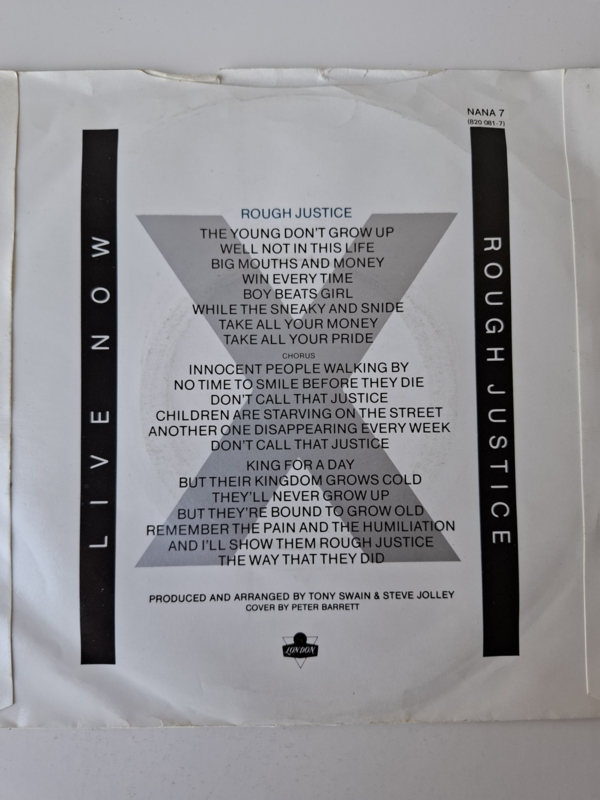 NANA 7
(820 081-7)
LIVE NOW
ROUGH JUSTICE
ROUGH JUSTICE
THE YOUNG DON'T GROW UP
WELL NOT IN THIS LIFE
BIG MOUTHS AND MONEY
WIN EVERY TIME
BOY BEATS GIRL
WHILE THE SNEAKY AND SNIDE
TAKE ALL YOUR MONEY
TAKE ALL YOUR PRIDE
CHORUS
INNOCENT PEOPLE WALKING BY
NO TIME TO SMILE BEFORE THEY DIE
DON'T CALL THAT JUSTICE
CHILDREN ARE STARVING ON THE STREET
ANOTHER ONE DISAPPEARING EVERY WEEK
DON'T CALL THAT JUSTICE
KING FOR A DAY
BUT THEIR KINGDOM GROWS COLD
THEY'LL NEVER GROW UP
BUT THEY'RE BOUND TO GROW OLD
REMEMBER THE PAIN AND THE HUMILIATION
AND I'LL SHOW THEM ROUGH JUSTICE
THE WAY THAT THEY DID
PRODUCED AND ARRANGED BY TONY SWAIN & STEVE JOLLEY
COVER BY PETER BARRETT
LONDON